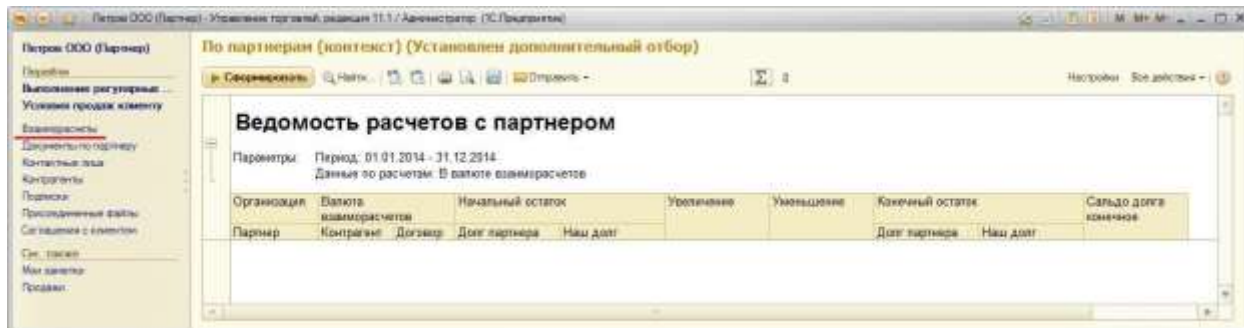 Петров ООО (Партнер) - Управление торговлей, редакция 11.1 / Администратор (1С:Предприятие)
M M+ M-
Петров ООО (Партнер)
Перейти
Выполнение регулярных ...
Условия продаж клиенту
Взаиморасчеты
Документы по партнеру
Контактные лица
Контрагенты
Подписки
Присоединенные файлы
Соглашения с клиентом
См. также
Мои заметки
Продажи
По партнерам (контекст) (Установлен дополнительный отбор)
Сформировать Найти... Отправить Σ 0 Настройки Все действия
Ведомость расчетов с партнером
Параметры: Период: 01.01.2014 - 31.12.2014
Данные по расчетам: В валюте взаиморасчетов
Организация Валюта взаиморасчетов Начальный остаток Увеличение Уменьшение Конечный остаток Сальдо долга конечное
Партнер Контрагент Договор Долг партнера Наш долг Долг партнера Наш долг